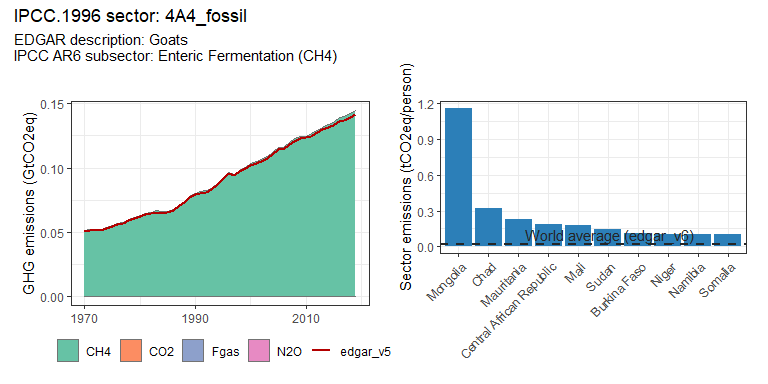 IPCC.1996 sector: 4A4_fossil
EDGAR description: Goats
IPCC AR6 subsector: Enteric Fermentation (CH4)
GHG emissions (GtCO2eq)
0.15
0.10
0.05
0.00
1970
1990
2010
CH4
CO2
Fgas
N2O
edgar_v5
Sector emissions (tCO2eq/person)
1.2
0.9
0.6
0.3
0.0
World average (edgar_v6)
Mongolia
Chad
Mauritania
Central African Republic
Mali
Sudan
Burkina Faso
Niger
Namibia
Somalia